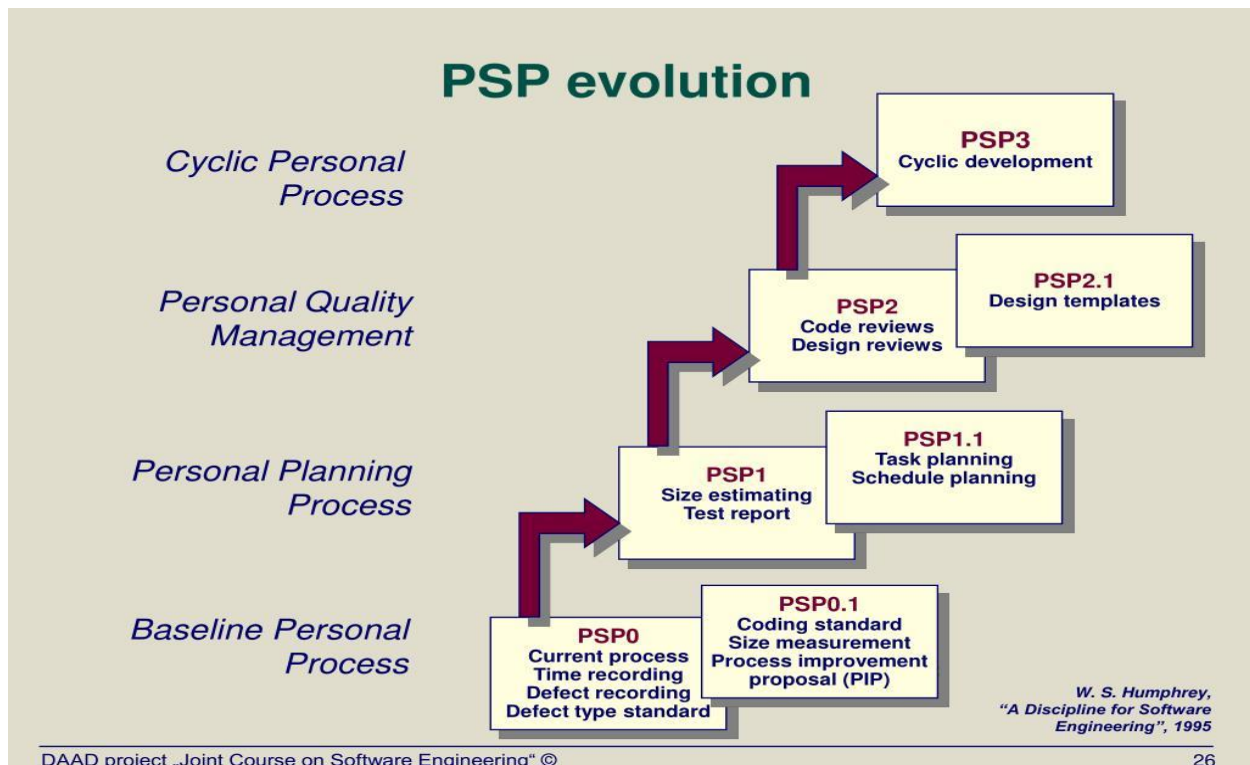 PSP evolution
Cyclic Personal
Process
PSP3
Cyclic development
Personal Quality
Management
PSP2
Code reviews
Design reviews
PSP2.1
Design templates
Personal Planning
Process
PSP1
Size estimating
Test report
PSP1.1
Task planning
Schedule planning
Baseline Personal
Process
PSP0
Current process
Time recording
Defect recording
Defect type standard
PSP0.1
Coding standard
Size measurement
Process improvement
proposal (PIP)
W. S. Humphrey,
“A Discipline for Software
Engineering”, 1995
DAAD project „Joint Course on Software Engineering“ ©
26